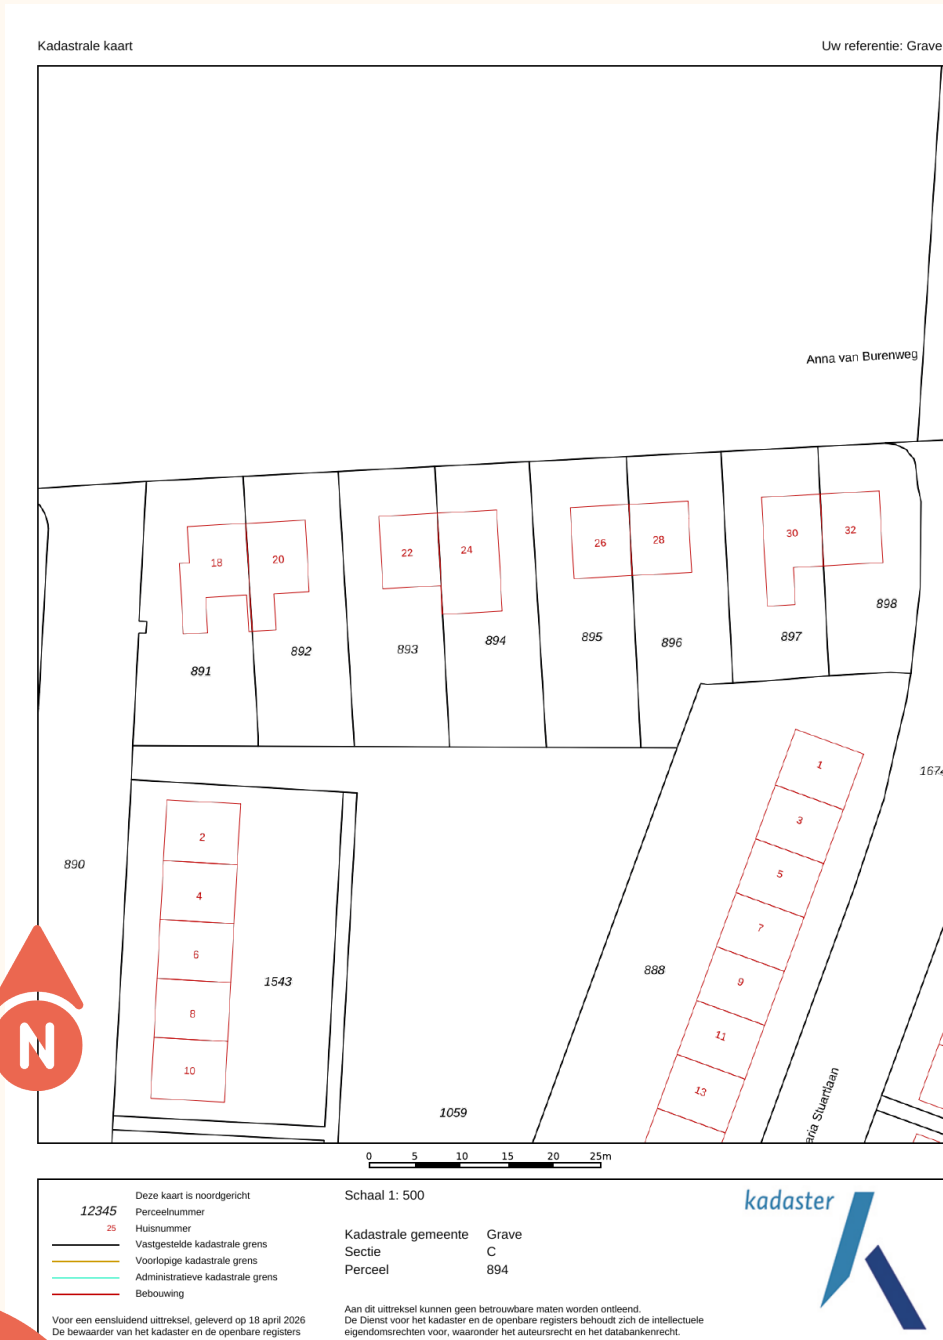 Kadastrale kaart
Uw referentie: Grave
Anna van Burenweg
18
20
22
24
26
28
30
32
891
892
893
894
895
896
897
898
1
3
5
7
9
11
13
2
4
6
8
10
890
1543
888
1059
N
0 5 10 15 20 25m
Deze kaart is noordgericht
12345 Perceelnummer
25 Huisnummer
Vastgestelde kadastrale grens
Voorlopige kadastrale grens
Administratieve kadastrale grens
Bebouwing
Voor een eensluidend uittreksel, geleverd op 18 april 2026
De bewaarder van het kadaster en de openbare registers
Schaal 1: 500
Kadastrale gemeente Grave
Sectie C
Perceel 894
Aan dit uittreksel kunnen geen betrouwbare maten worden ontleend.
De Dienst voor het kadaster en de openbare registers behoudt zich de intellectuele
eigendomsrechten voor, waaronder het auteursrecht en het databankenrecht.
kadaster